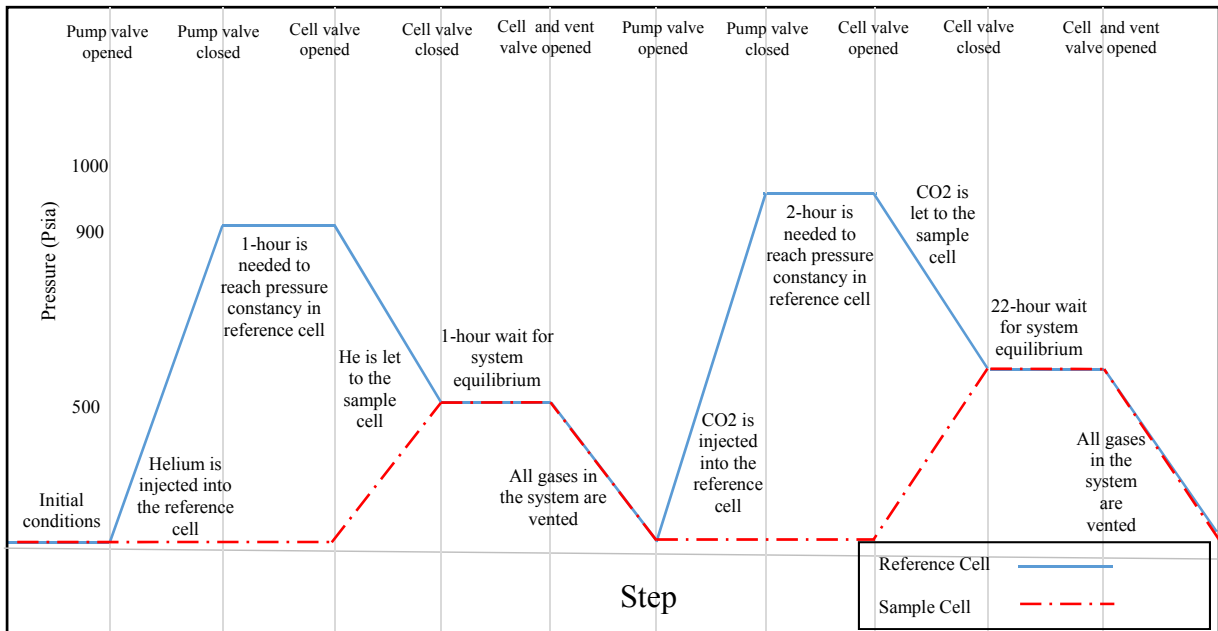 Pump valve
opened
Pump valve
closed
Cell valve
opened
Cell valve
closed
Cell and vent
valve opened
Pump valve
opened
Pump valve
closed
Cell valve
opened
Cell valve
closed
Cell and vent
valve opened
Pressure (Psia)
1000
900
500
Initial
conditions
Helium is
injected into
the reference
cell
1-hour is
needed to
reach pressure
constancy in
reference cell
He is let
to the
sample
cell
1-hour wait for
system
equilibrium
All gases in
the system are
vented
CO2 is
injected
into the
reference
cell
2-hour is
needed to
reach pressure
constancy in
reference cell
CO2 is
let to the
sample
cell
22-hour wait
for system
equilibrium
All gases
in the
system
are
vented
Step
Reference Cell
Sample Cell